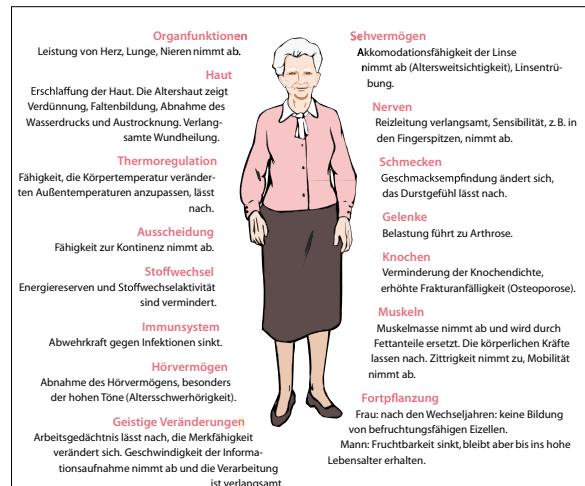 Organfunktionen
Leistung von Herz, Lunge, Nieren nimmt ab.
Haut
Erschlaffung der Haut. Die Altershaut zeigt
Verdünnung, Faltenbildung, Abnahme des
Wasserdrucks und Austrocknung. Verlang-
samte Wundheilung.
Thermoregulation
Fähigkeit, die Körpertemperatur veränder-
ten Außentemperaturen anzupassen, lässt
nach.
Ausscheidung
Fähigkeit zur Kontinenz nimmt ab.
Stoffwechsel
Energiereserven und Stoffwechselaktivität
sind vermindert.
Immunsystem
Abwehrkraft gegen Infektionen sinkt.
Hörvermögen
Abnahme des Hörvermögens, besonders
der hohen Töne (Altersschwerhörigkeit).
Geistige Veränderungen
Arbeitsgedächtnis lässt nach, die Merkfähigkeit
verändert sich. Geschwindigkeit der Informa-
tionsaufnahme nimmt ab und die Verarbeitung
ist verlangsamt.
Sehvermögen
Akkomodationsfähigkeit der Linse
nimmt ab (Altersweitsichtigkeit), Linsentrü-
bung.
Nerven
Reizleitung verlangsamt, Sensibilität, z. B. in
den Fingerspitzen, nimmt ab.
Schmecken
Geschmacksempfindung ändert sich,
das Durstgefühl lässt nach.
Gelenke
Belastung führt zu Arthrose.
Knochen
Verminderung der Knochendichte,
erhöhte Frakturanfälligkeit (Osteoporose).
Muskeln
Muskelmasse nimmt ab und wird durch
Fettanteile ersetzt. Die körperlichen Kräfte
lassen nach. Zittrigkeit nimmt zu, Mobilität
nimmt ab.
Fortpflanzung
Frau: nach den Wechseljahren: keine Bildung
von befruchtungsfähigen Eizellen.
Mann: Fruchtbarkeit sinkt, bleibt aber bis ins hohe
Lebensalter erhalten.